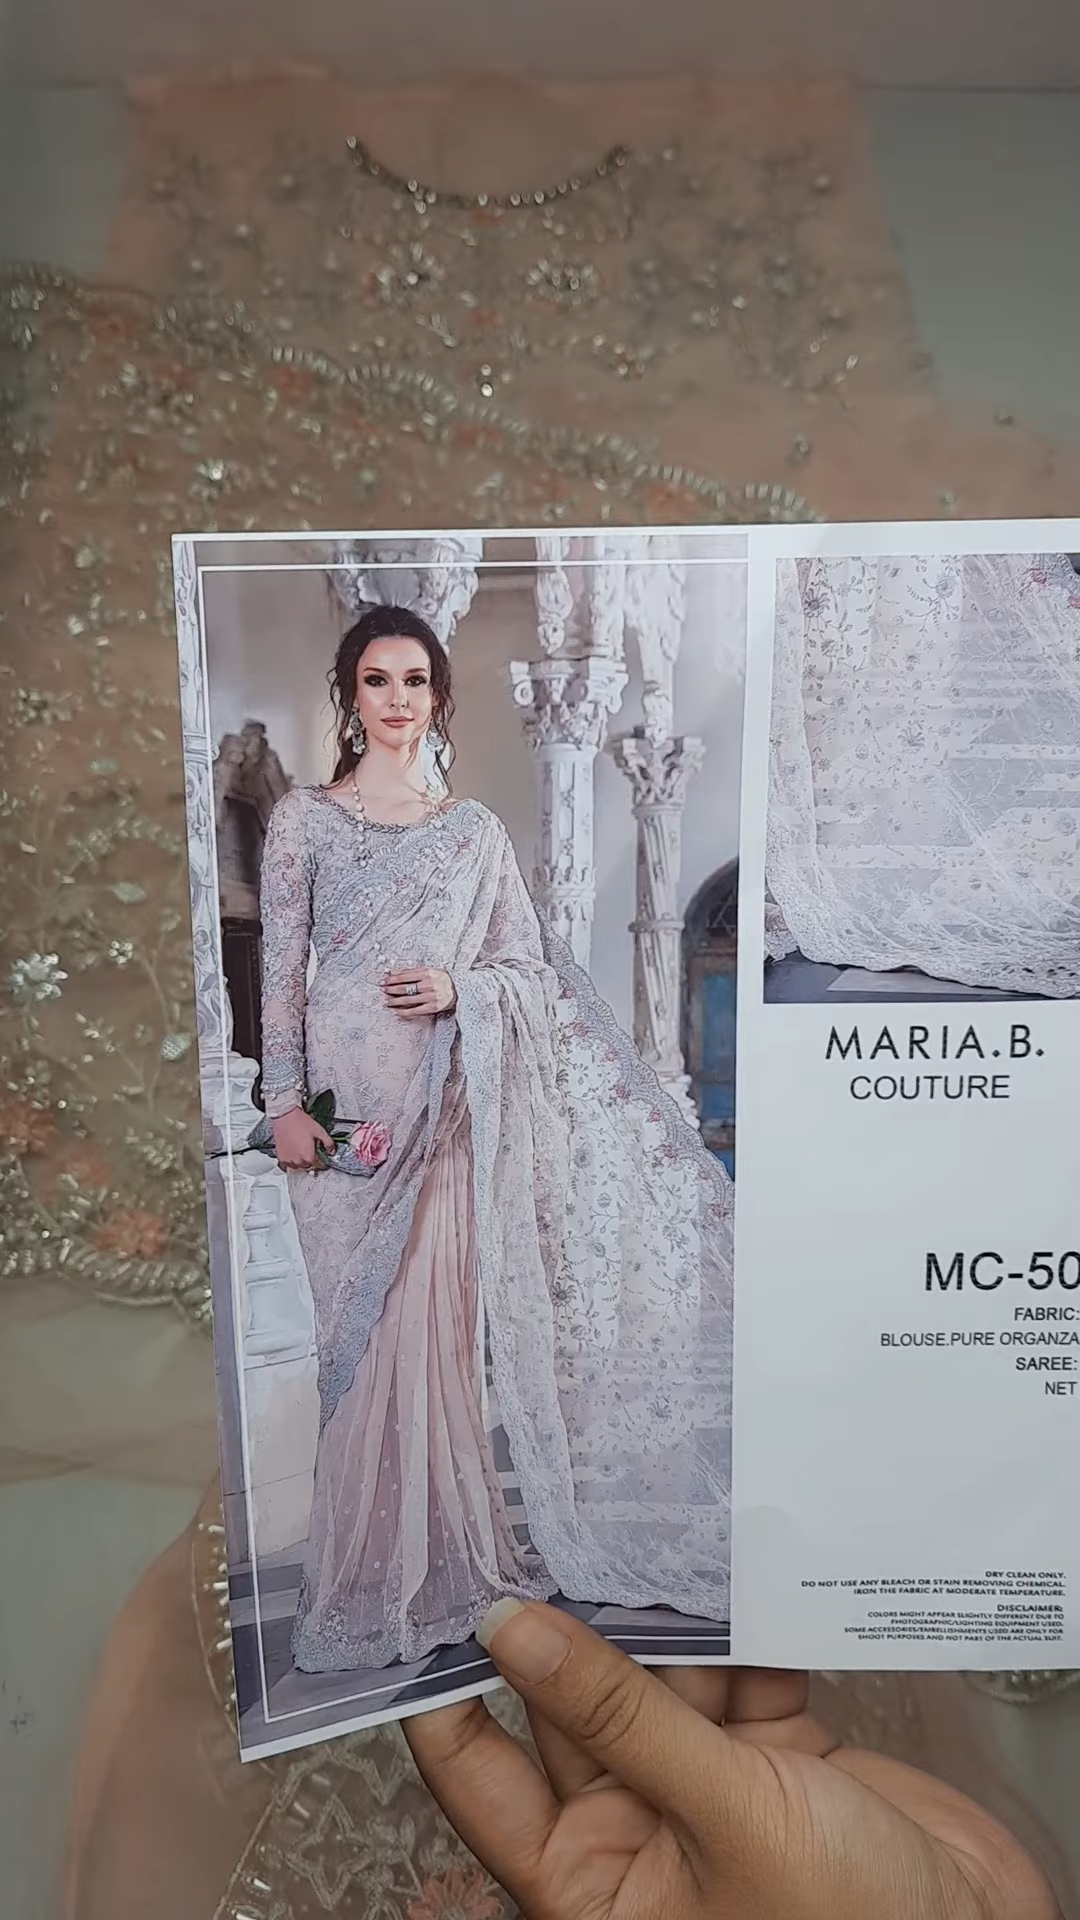 MARIA.B.
COUTURE
MC-50
FABRIC:
BLOUSE.PURE ORGANZA
SAREE:
NET
DRY CLEAN ONLY.
DO NOT USE ANY BLEACH OR STAIN REMOVING CHEMICAL.
IRON THE FABRIC AT MODERATE TEMPERATURE.
DISCLAIMER:
COLORS MIGHT APPEAR SLIGHTLY DIFFERENT DUE TO
PHOTOGRAPHIC/LIGHTING EQUIPMENT USED.
SOME ACCESSORIES/EMBELLISHMENTS USED ARE ONLY FOR
SHOOT PURPOSES AND NOT PART OF THE ACTUAL SUIT.